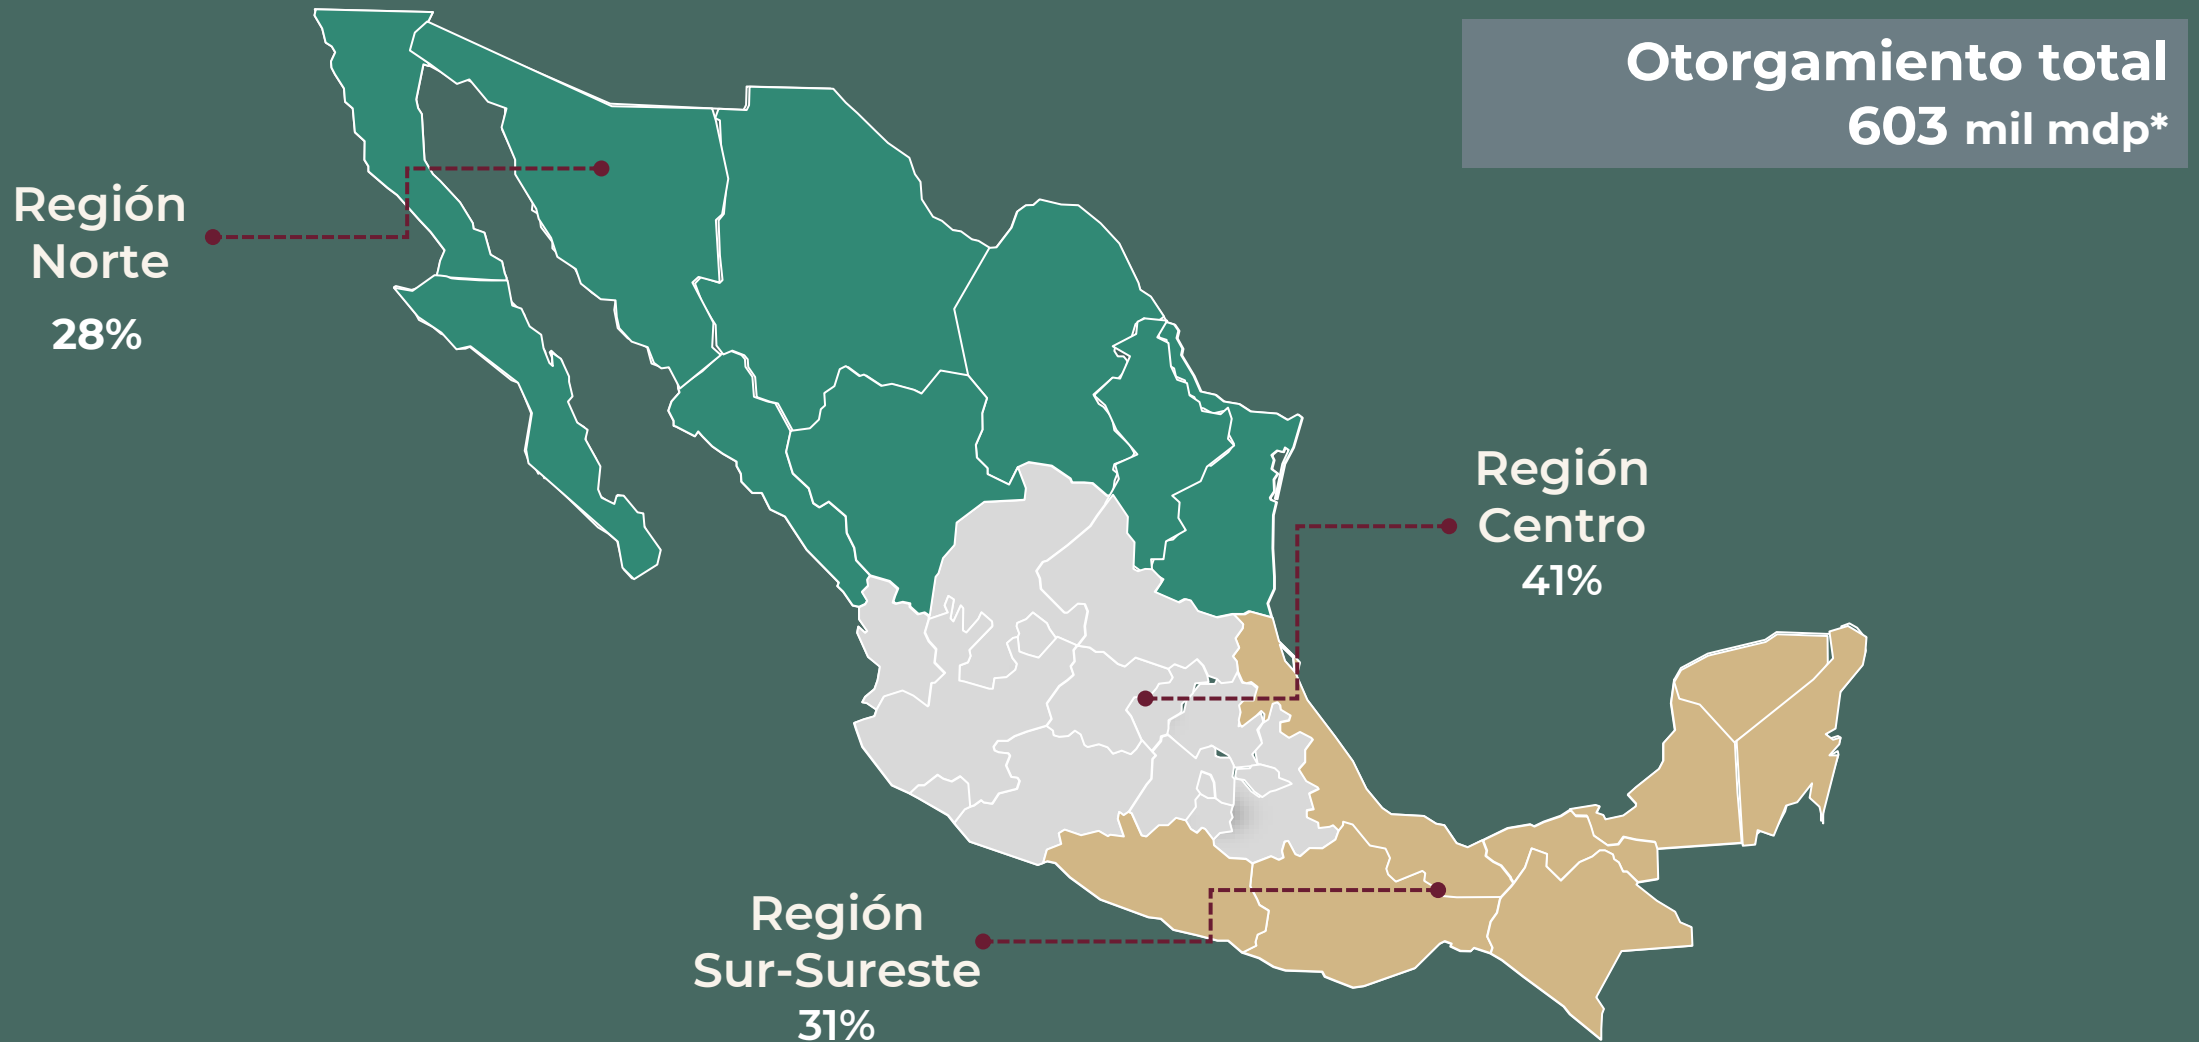 Otorgamiento total
603 mil mdp*
Región
Norte
28%
Región
Centro
41%
Región
Sur-Sureste
31%